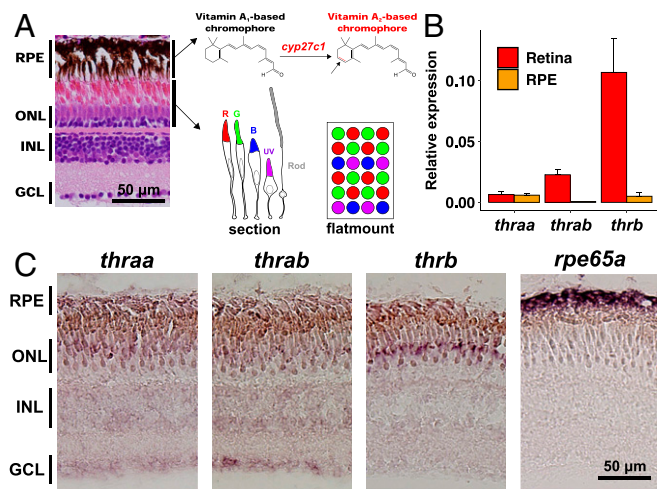 A
RPE
ONL
INL
GCL
50 µm
Vitamin A₁-based
chromophore
cyp27c1
Vitamin A₂-based
chromophore
O
O
R
G
B
UV
Rod
section
flatmount
B
Relative expression
0.10
0.05
0.00
Retina
RPE
thraa
thrab
thrb
C
thraa
thrab
thrb
rpe65a
RPE
ONL
INL
GCL
50 µm